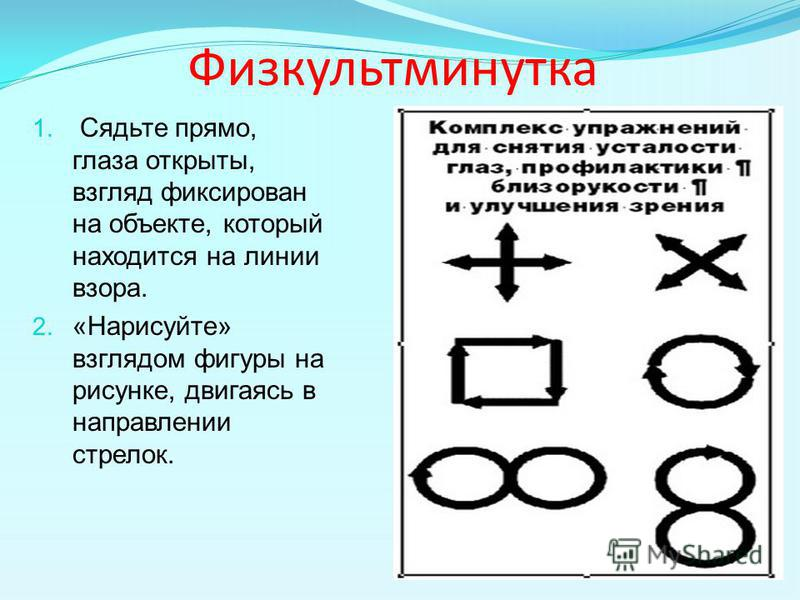 Физкультминутка
1. Сядьте прямо,
глаза открыты,
взгляд фиксирован
на объекте, который
находится на линии
взора.
2. «Нарисуйте»
взглядом фигуры на
рисунке, двигаясь в
направлении
стрелок.
Комплекс· упражнений·
для· снятия· усталости·
глаз,· профилактики· ¶
близорукости· ¶
и· улучшения· зрения
MyShared